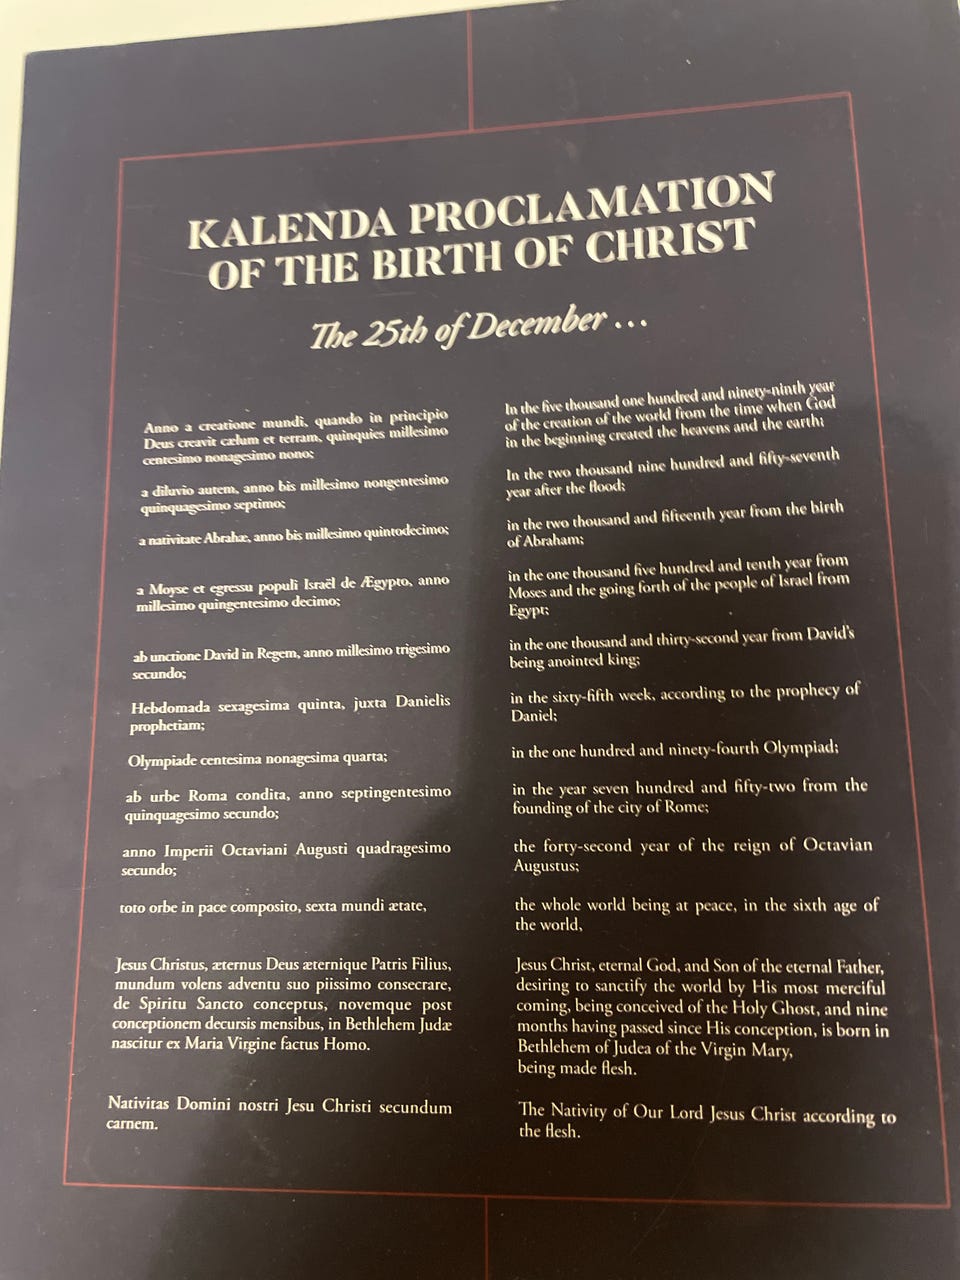 KALENDA PROCLAMATION
OF THE BIRTH OF CHRIST
The 25th of December ...
Anno a creatione mundi, quando in principio
Deus creavit cælum et terram, quinquies millesimo
centesimo nonagesimo nono;
a diluvio autem, anno bis millesimo nongentesimo
quinquagesimo septimo;
a nativitate Abrahæ, anno bis millesimo quintodecimo;
a Moyse et egressu populi Israël de Ægypto, anno
millesimo quingentesimo decimo;
ab unctione David in Regem, anno millesimo trigesimo
secundo;
Hebdomada sexagesima quinta, juxta Danielis
prophetiam;
Olympiade centesima nonagesima quarta;
ab urbe Roma condita, anno septingentesimo
quinquagesimo secundo;
anno Imperii Octaviani Augusti quadragesimo
secundo;
toto orbe in pace composito, sexta mundi ætate,
Jesus Christus, æternus Deus æternique Patris Filius,
mundum volens adventu suo piissimo consecrare,
de Spiritu Sancto conceptus, novemque post
conceptionem decursis mensibus, in Bethlehem Judæ
nascitur ex Maria Virgine factus Homo.
Nativitas Domini nostri Jesu Christi secundum
carnem.
In the five thousand one hundred and ninety-ninth year
of the creation of the world from the time when God
in the beginning created the heavens and the earth;
In the two thousand nine hundred and fifty-seventh
year after the flood;
in the two thousand and fifteenth year from the birth
of Abraham;
in the one thousand five hundred and tenth year from
Moses and the going forth of the people of Israel from
Egypt;
in the one thousand and thirty-second year from David's
being anointed king;
in the sixty-fifth week, according to the prophecy of
Daniel;
in the one hundred and ninety-fourth Olympiad;
in the year seven hundred and fifty-two from the
founding of the city of Rome;
the forty-second year of the reign of Octavian
Augustus;
the whole world being at peace, in the sixth age of
the world,
Jesus Christ, eternal God, and Son of the eternal Father,
desiring to sanctify the world by His most merciful
coming, being conceived of the Holy Ghost, and nine
months having passed since His conception, is born in
Bethlehem of Judea of the Virgin Mary,
being made flesh.
The Nativity of Our Lord Jesus Christ according to
the flesh.